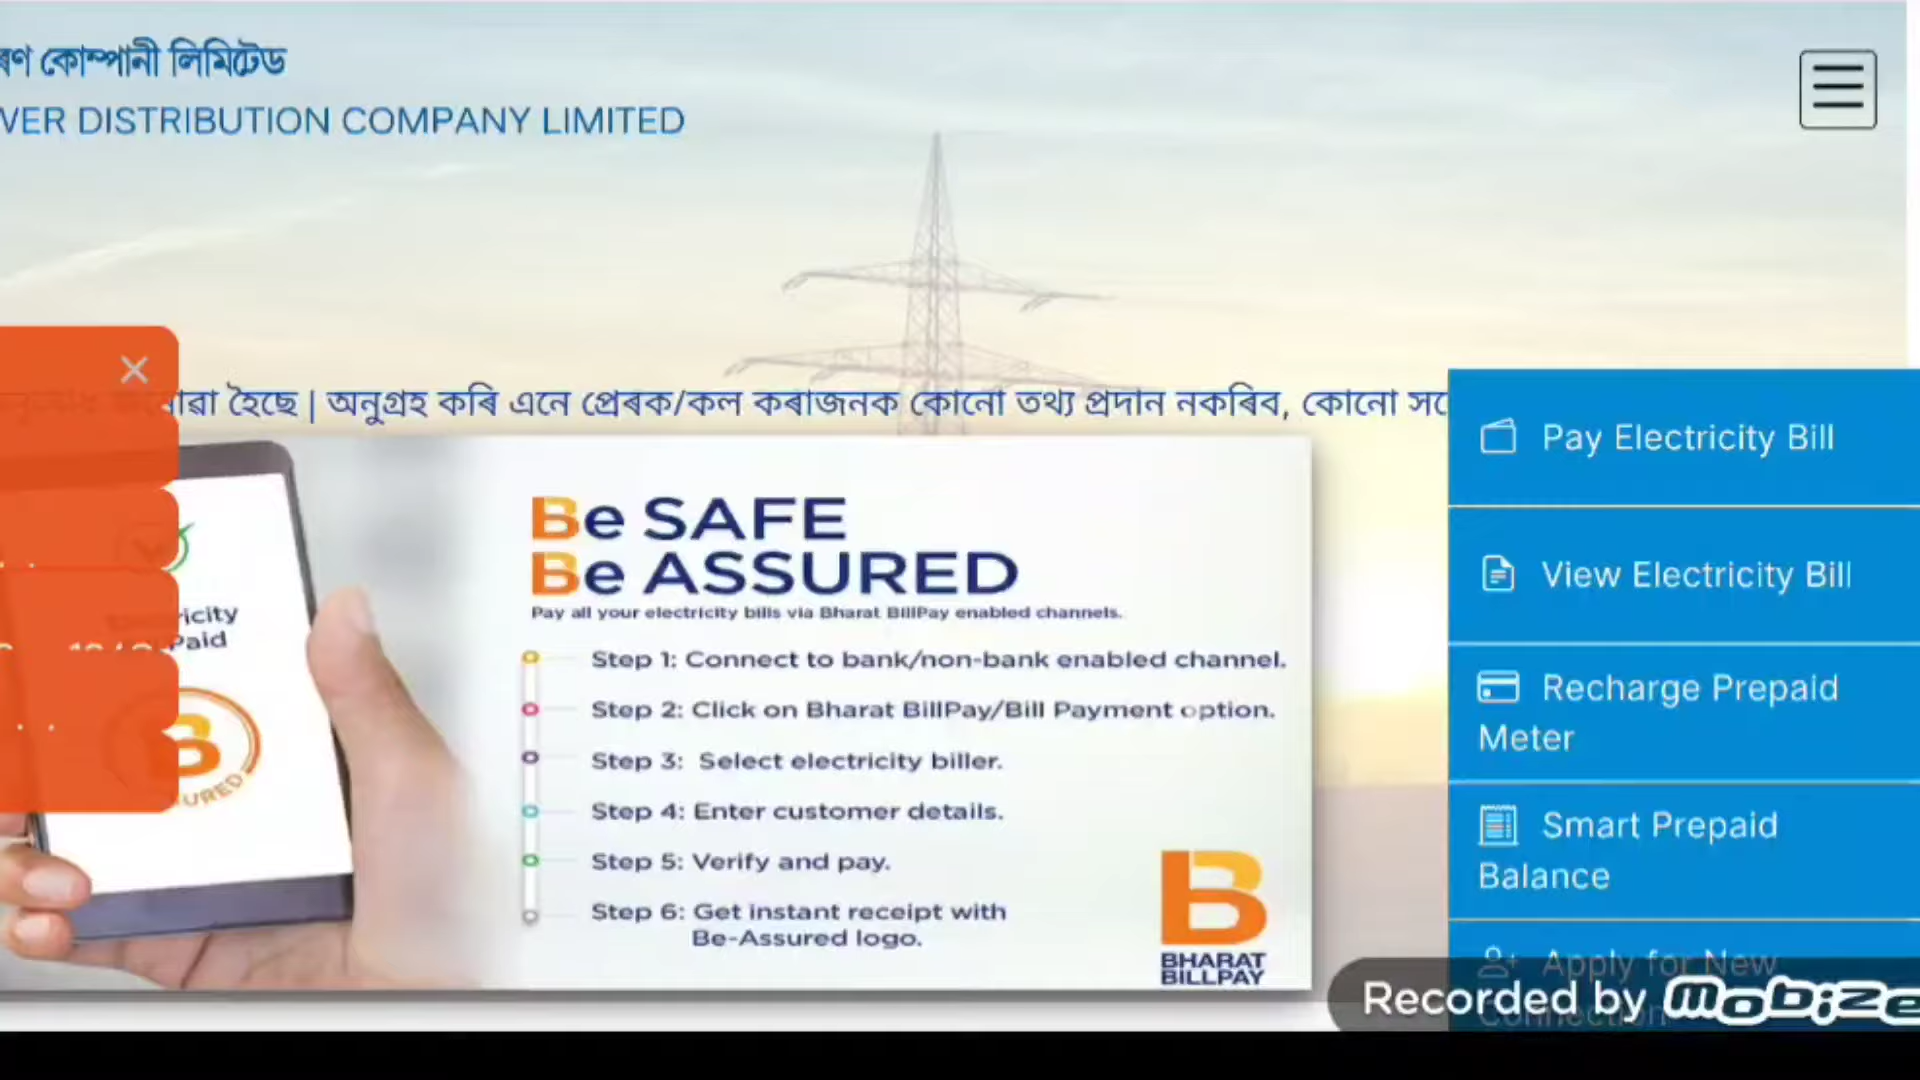 কোম্পানী লিমিটেড
DISTRIBUTION COMPANY LIMITED
হৈছে | অনুগ্ৰহ কৰি এনে প্ৰেৰক/কল কৰাজনক কোনো তথ্য প্ৰদান নকৰিব, কোনো
Be SAFE
Be ASSURED
Pay all your electricity bills via Bharat BillPay enabled channels.
Step 1: Connect to bank/non-bank enabled channel.
Step 2: Click on Bharat BillPay/Bill Payment option.
Step 3: Select electricity biller.
Step 4: Enter customer details.
Step 5: Verify and pay.
Step 6: Get instant receipt with
Be-Assured logo.
BHARAT
BILLPAY
Paid
Pay Electricity Bill
View Electricity Bill
Recharge Prepaid
Meter
Smart Prepaid
Balance
Apply for New
Connection
Recorded by